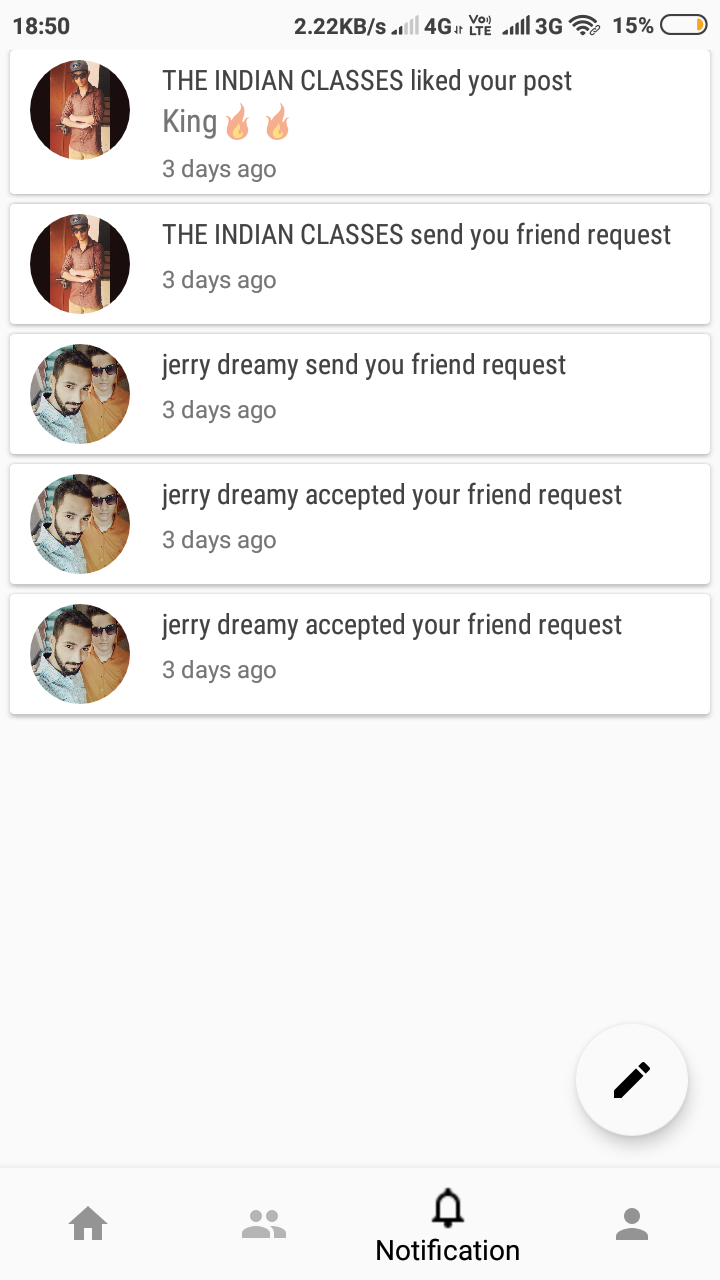 18:50 2.22KB/s 4G VoLTE 3G 15%
THE INDIAN CLASSES liked your post
King🔥 🔥
3 days ago
THE INDIAN CLASSES send you friend request
3 days ago
jerry dreamy send you friend request
3 days ago
jerry dreamy accepted your friend request
3 days ago
jerry dreamy accepted your friend request
3 days ago
Notification